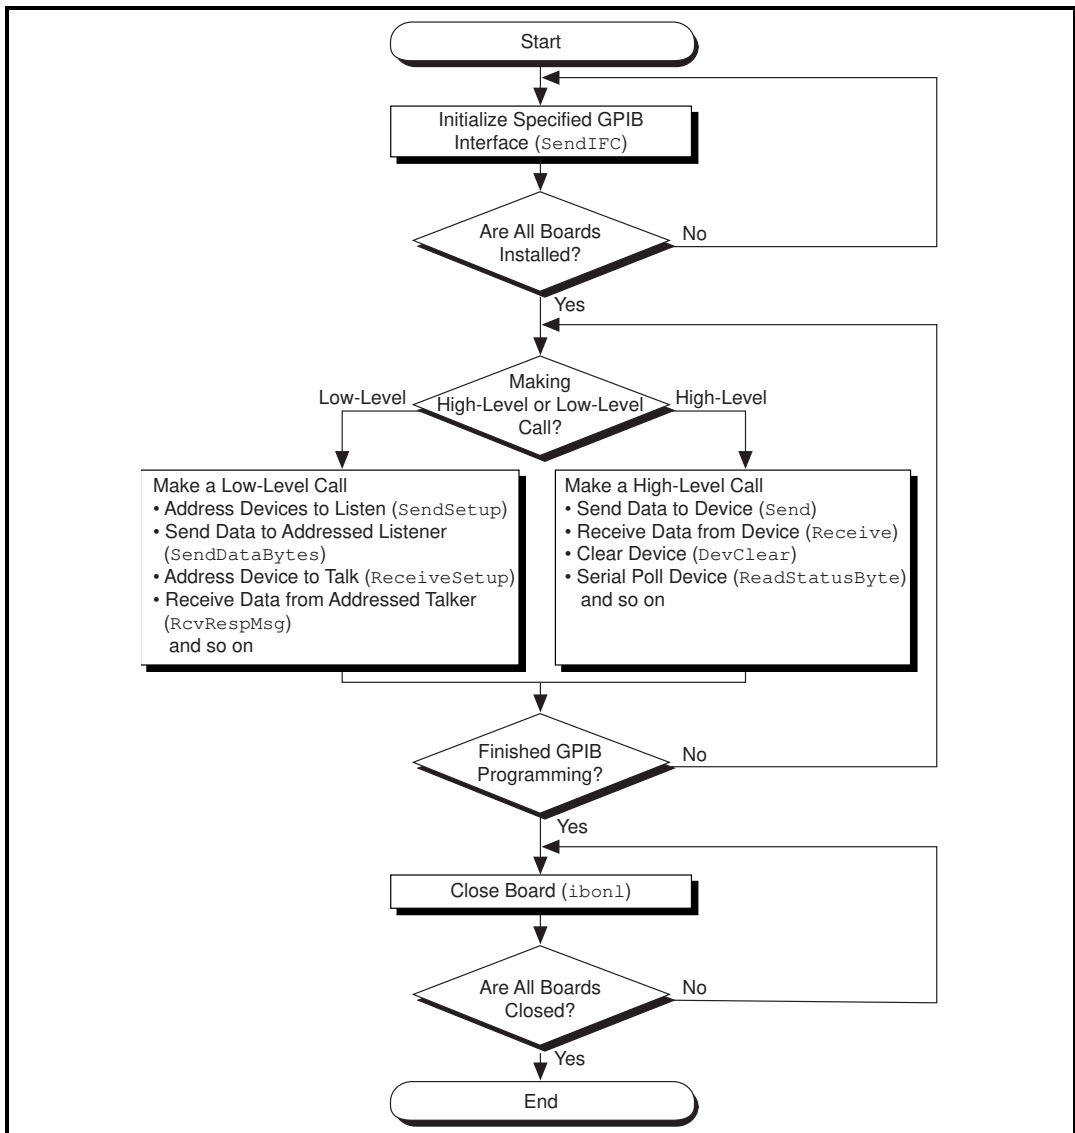 Start
Initialize Specified GPIB
Interface (SendIFC)
Are All Boards
Installed?
No
Yes
Making
High-Level or Low-Level
Call?
Low-Level
High-Level
Make a Low-Level Call
• Address Devices to Listen (SendSetup)
• Send Data to Addressed Listener
(SendDataBytes)
• Address Device to Talk (ReceiveSetup)
• Receive Data from Addressed Talker
(RcvRespMsg)
and so on
Make a High-Level Call
• Send Data to Device (Send)
• Receive Data from Device (Receive)
• Clear Device (DevClear)
• Serial Poll Device (ReadStatusByte)
and so on
Finished GPIB
Programming?
No
Yes
Close Board (ibonl)
Are All Boards
Closed?
No
Yes
End